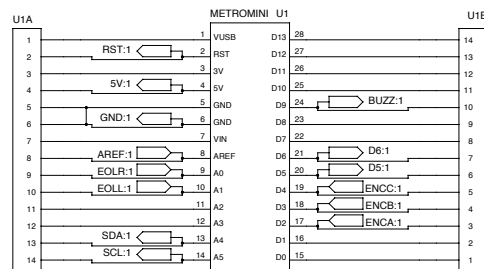 METROMINI U1
U1A
U1B
1 1 VUSB D13 28 14
RST:1
2 2 RST D12 27 13
3 3 3V D11 26 12
5V:1
4 4 5V D10 25 11
5 5 GND D9 24 BUZZ:1 10
GND:1
6 6 GND D8 23 9
7 7 VIN D7 22 8
8 AREF:1 8 AREF D6 21 D6:1 7
9 EOLR:1 9 A0 D5 20 D5:1 6
10 EOLL:1 10 A1 D4 19 ENCC:1 5
11 11 A2 D3 18 ENCB:1 4
12 12 A3 D2 17 ENCA:1 3
13 SDA:1 13 A4 D1 16 2
14 SCL:1 14 A5 D0 15 1